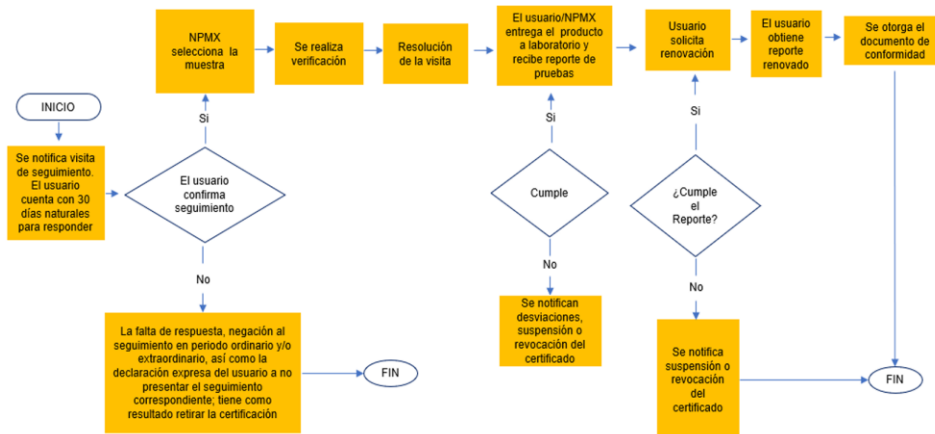 INICIO
Se notifica visita
de seguimiento.
El usuario
cuenta con 30
días naturales
para responder
El usuario
confirma
seguimiento
Si
NPMX
selecciona la
muestra
Se realiza
verificación
Resolución
de la visita
El usuario/NPMX
entrega el producto
a laboratorio y
recibe reporte de
pruebas
Usuario
solicita
renovación
El usuario
obtiene
reporte
renovado
Se otorga el
documento de
conformidad
No
La falta de respuesta, negación al
seguimiento en periodo ordinario y/o
extraordinario, así como la
declaración expresa del usuario a no
presentar el seguimiento
correspondiente; tiene como
resultado retirar la certificación
FIN
Si
Cumple
No
Se notifican
desviaciones,
suspensión o
revocación del
certificado
Si
¿Cumple
el
Reporte?
No
Se notifica
suspensión o
revocación
del
certificado
FIN